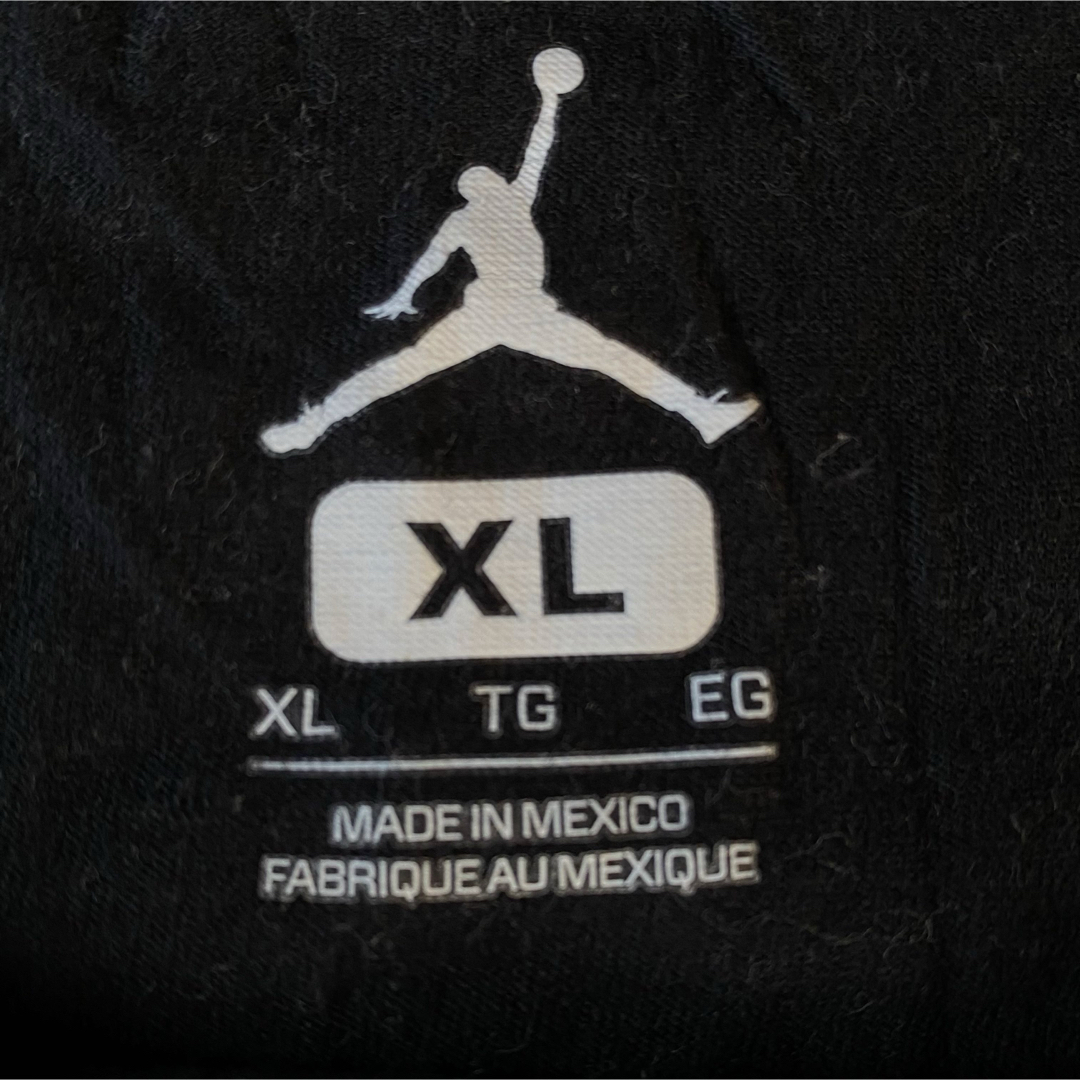 XL
XL TG EG
MADE IN MEXICO
FABRIQUE AU MEXIQUE